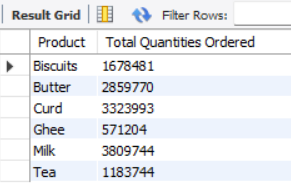 Result Grid Filter Rows:
Product Total Quantities Ordered
Biscuits 1678481
Butter 2859770
Curd 3323993
Ghee 571204
Milk 3809744
Tea 1183744